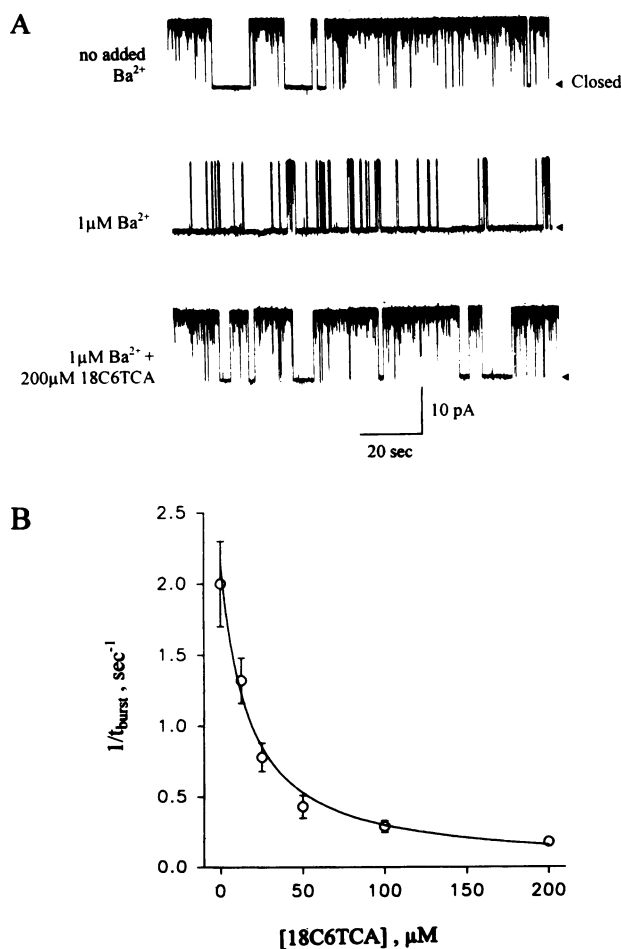 A
no added
Ba²⁺
Closed
1μM Ba²⁺
1μM Ba²⁺ +
200μM 18C6TCA
10 pA
20 sec
B
2.5
2.0
1.5
1.0
0.5
0.0
1/t_burst , sec⁻¹
0
50
100
150
200
[18C6TCA] , μM